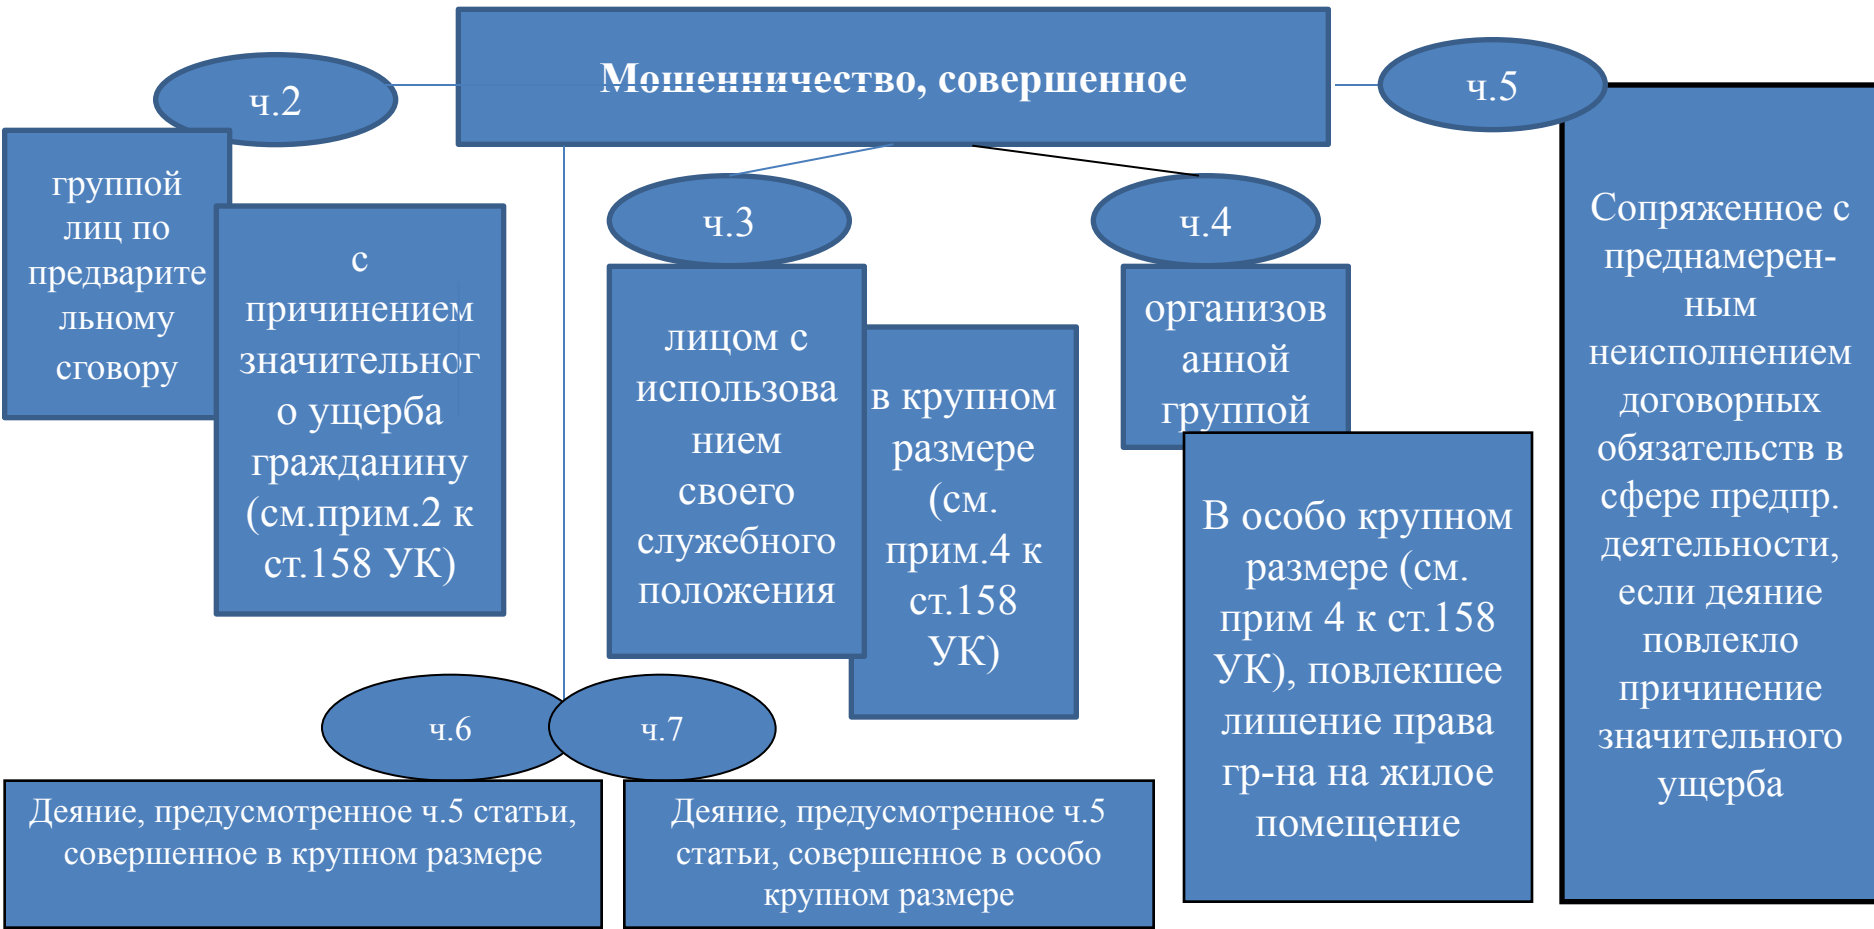 Мошенничество, совершенное
ч.2
группой
лиц по
предварите
льному
сговору
с
причинением
значительног
о ущерба
гражданину
(см.прим.2 к
ст.158 УК)
ч.3
лицом с
использова
нием
своего
служебного
положения
в крупном
размере
(см.
прим.4 к
ст.158
УК)
ч.4
организов
анной
группой
В особо крупном
размере (см.
прим 4 к ст.158
УК), повлекшее
лишение права
гр-на на жилое
помещение
ч.5
Сопряженное с
преднамерен-
ным
неисполнением
договорных
обязательств в
сфере предпр.
деятельности,
если деяние
повлекло
причинение
значительного
ущерба
ч.6
Деяние, предусмотренное ч.5 статьи,
совершенное в крупном размере
ч.7
Деяние, предусмотренное ч.5
статьи, совершенное в особо
крупном размере